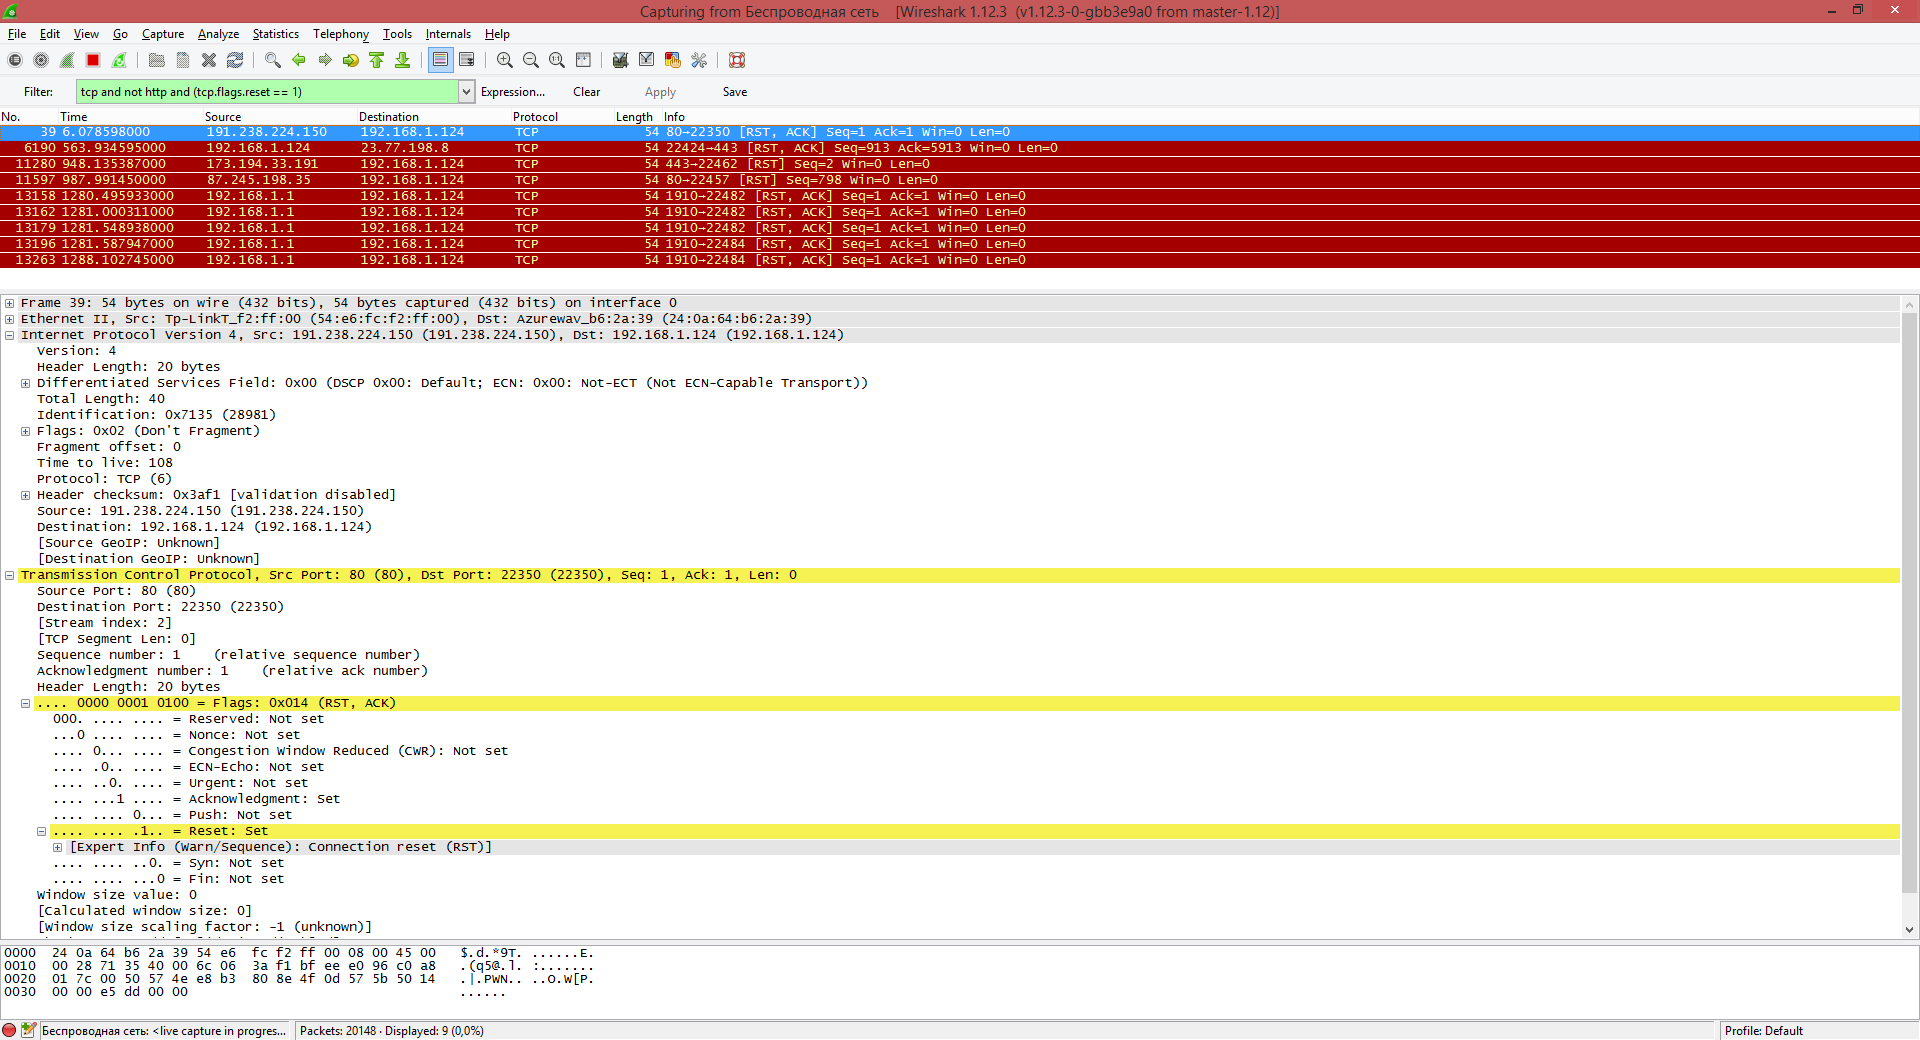 Capturing from Беспроводная сеть [Wireshark 1.12.3 (v1.12.3-0-gbb3e9a0 from master-1.12)]
File Edit View Go Capture Analyze Statistics Telephony Tools Internals Help
Filter: tcp and not http and (tcp.flags.reset == 1) Expression... Clear Apply Save
No. Time Source Destination Protocol Length Info
39 6.078598000 191.238.224.150 192.168.1.124 TCP 54 80→22350 [RST, ACK] Seq=1 Ack=1 Win=0 Len=0
6190 563.934595000 192.168.1.124 23.77.198.8 TCP 54 22424→443 [RST, ACK] Seq=913 Ack=5913 Win=0 Len=0
11280 948.135387000 173.194.33.191 192.168.1.124 TCP 54 443→22462 [RST] Seq=2 Win=0 Len=0
11597 987.991450000 87.245.198.35 192.168.1.124 TCP 54 80→22457 [RST] Seq=798 Win=0 Len=0
13158 1280.495933000 192.168.1.1 192.168.1.124 TCP 54 1910→22482 [RST, ACK] Seq=1 Ack=1 Win=0 Len=0
13162 1281.000311000 192.168.1.1 192.168.1.124 TCP 54 1910→22482 [RST, ACK] Seq=1 Ack=1 Win=0 Len=0
13179 1281.548938000 192.168.1.1 192.168.1.124 TCP 54 1910→22482 [RST, ACK] Seq=1 Ack=1 Win=0 Len=0
13196 1281.587947000 192.168.1.1 192.168.1.124 TCP 54 1910→22484 [RST, ACK] Seq=1 Ack=1 Win=0 Len=0
13263 1288.102745000 192.168.1.1 192.168.1.124 TCP 54 1910→22484 [RST, ACK] Seq=1 Ack=1 Win=0 Len=0
Frame 39: 54 bytes on wire (432 bits), 54 bytes captured (432 bits) on interface 0
Ethernet II, Src: Tp-LinkT_f2:ff:00 (54:e6:fc:f2:ff:00), Dst: Azurewav_b6:2a:39 (24:0a:64:b6:2a:39)
Internet Protocol Version 4, Src: 191.238.224.150 (191.238.224.150), Dst: 192.168.1.124 (192.168.1.124)
Version: 4
Header Length: 20 bytes
Differentiated Services Field: 0x00 (DSCP 0x00: Default; ECN: 0x00: Not-ECT (Not ECN-Capable Transport))
Total Length: 40
Identification: 0x7135 (28981)
Flags: 0x02 (Don't Fragment)
Fragment offset: 0
Time to live: 108
Protocol: TCP (6)
Header checksum: 0x3af1 [validation disabled]
Source: 191.238.224.150 (191.238.224.150)
Destination: 192.168.1.124 (192.168.1.124)
[Source GeoIP: Unknown]
[Destination GeoIP: Unknown]
Transmission Control Protocol, Src Port: 80 (80), Dst Port: 22350 (22350), Seq: 1, Ack: 1, Len: 0
Source Port: 80 (80)
Destination Port: 22350 (22350)
[Stream index: 2]
[TCP Segment Len: 0]
Sequence number: 1 (relative sequence number)
Acknowledgment number: 1 (relative ack number)
Header Length: 20 bytes
.... 0000 0001 0100 = Flags: 0x014 (RST, ACK)
000. .... .... = Reserved: Not set
...0 .... .... = Nonce: Not set
.... 0... .... = Congestion Window Reduced (CWR): Not set
.... .0.. .... = ECN-Echo: Not set
.... ..0. .... = Urgent: Not set
.... ...1 .... = Acknowledgment: Set
.... .... 0... = Push: Not set
.... .... .1.. = Reset: Set
[Expert Info (Warn/Sequence): Connection reset (RST)]
.... .... ..0. = Syn: Not set
.... .... ...0 = Fin: Not set
Window size value: 0
[Calculated window size: 0]
[Window size scaling factor: -1 (unknown)]
0000 24 0a 64 b6 2a 39 54 e6 fc f2 ff 00 08 00 45 00 $.d.*9T. ......E.
0010 00 28 71 35 40 00 6c 06 3a f1 bf ee e0 96 c0 a8 .(q5@.l. :.......
0020 01 7c 00 50 57 4e e8 b3 80 8e 4f 0d 57 5b 50 14 .|.PWN.. ..O.W[P.
0030 00 00 e5 dd 00 00 ......
Беспроводная сеть: <live capture in progres... Packets: 20148 · Displayed: 9 (0,0%) Profile: Default